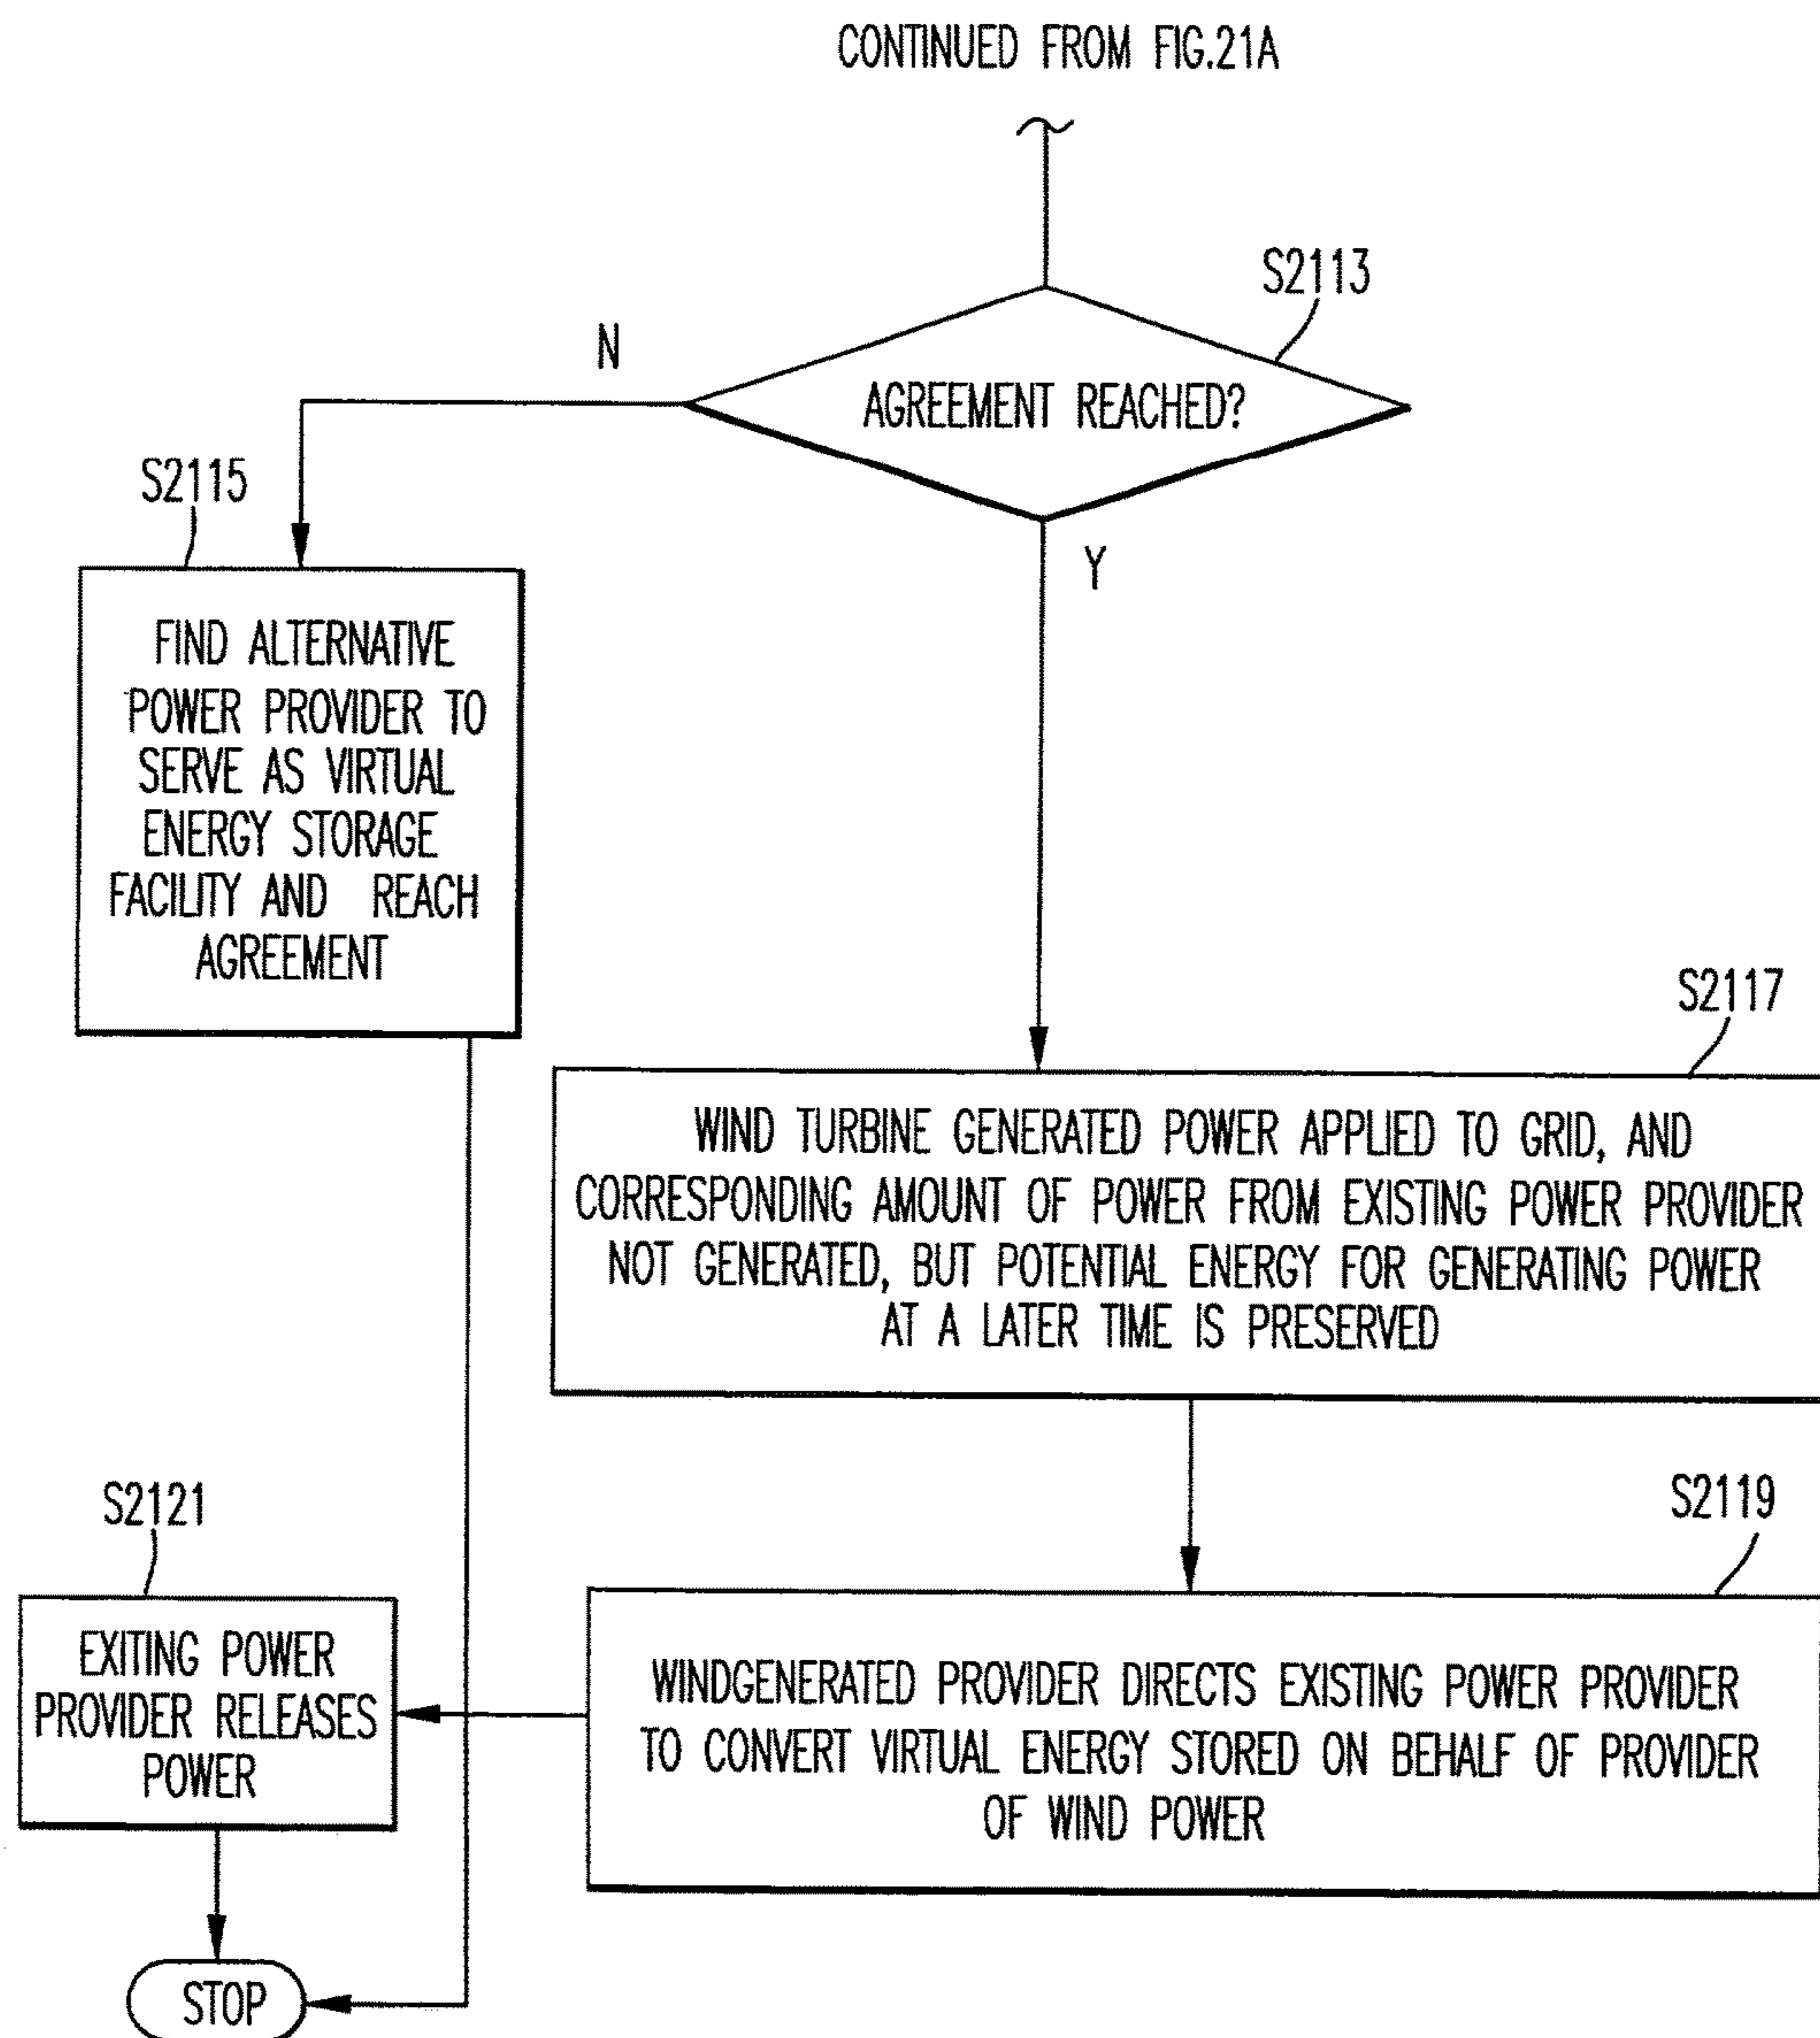 CONTINUED FROM FIG.21A
S2113
N
AGREEMENT REACHED?
S2115
Y
FIND ALTERNATIVE
POWER PROVIDER TO
SERVE AS VIRTUAL
ENERGY STORAGE
FACILITY AND REACH
AGREEMENT
S2117
WIND TURBINE GENERATED POWER APPLIED TO GRID, AND
CORRESPONDING AMOUNT OF POWER FROM EXISTING POWER PROVIDER
NOT GENERATED, BUT POTENTIAL ENERGY FOR GENERATING POWER
AT A LATER TIME IS PRESERVED
S2119
WINDGENERATED PROVIDER DIRECTS EXISTING POWER PROVIDER
TO CONVERT VIRTUAL ENERGY STORED ON BEHALF OF PROVIDER
OF WIND POWER
S2121
EXITING POWER
PROVIDER RELEASES
POWER
STOP